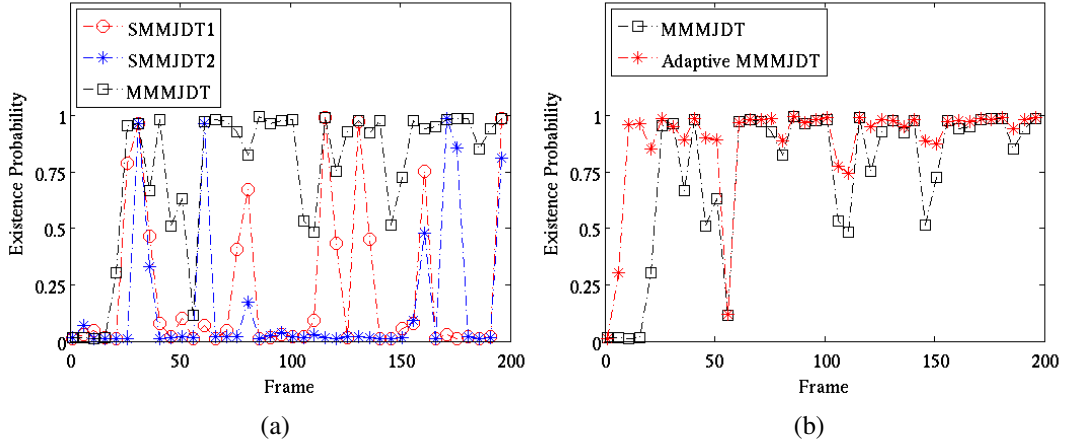 SMMJDT1
SMMJDT2
MMMJDT
1
0.75
0.5
0.25
0
Existence Probability
0 50 100 150 200
Frame
(a)
MMMJDT
Adaptive MMMJDT
1
0.75
0.5
0.25
0
Existence Probability
0 50 100 150 200
Frame
(b)